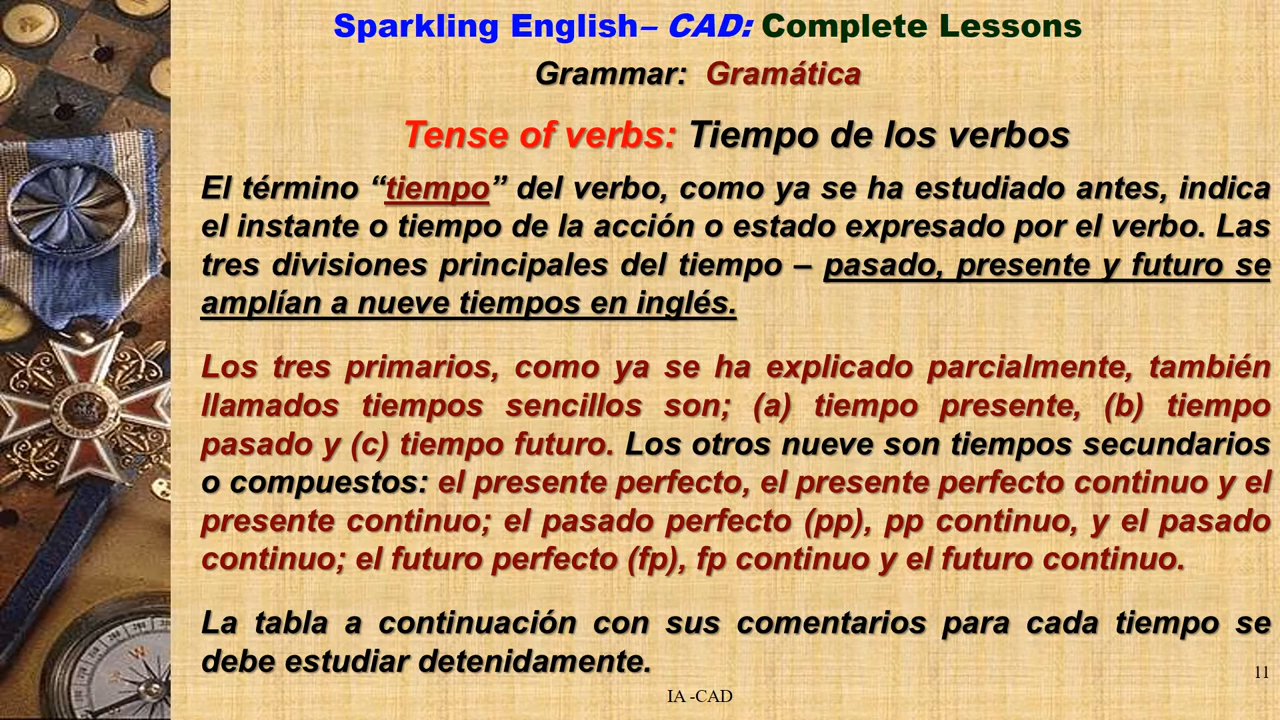 Sparkling English– CAD: Complete Lessons
Grammar: Gramática
Tense of verbs: Tiempo de los verbos
El término “tiempo” del verbo, como ya se ha estudiado antes, indica
el instante o tiempo de la acción o estado expresado por el verbo. Las
tres divisiones principales del tiempo – pasado, presente y futuro se
amplían a nueve tiempos en inglés.
Los tres primarios, como ya se ha explicado parcialmente, también
llamados tiempos sencillos son; (a) tiempo presente, (b) tiempo
pasado y (c) tiempo futuro. Los otros nueve son tiempos secundarios
o compuestos: el presente perfecto, el presente perfecto continuo y el
presente continuo; el pasado perfecto (pp), pp continuo, y el pasado
continuo; el futuro perfecto (fp), fp continuo y el futuro continuo.
La tabla a continuación con sus comentarios para cada tiempo se
debe estudiar detenidamente.
11
IA -CAD